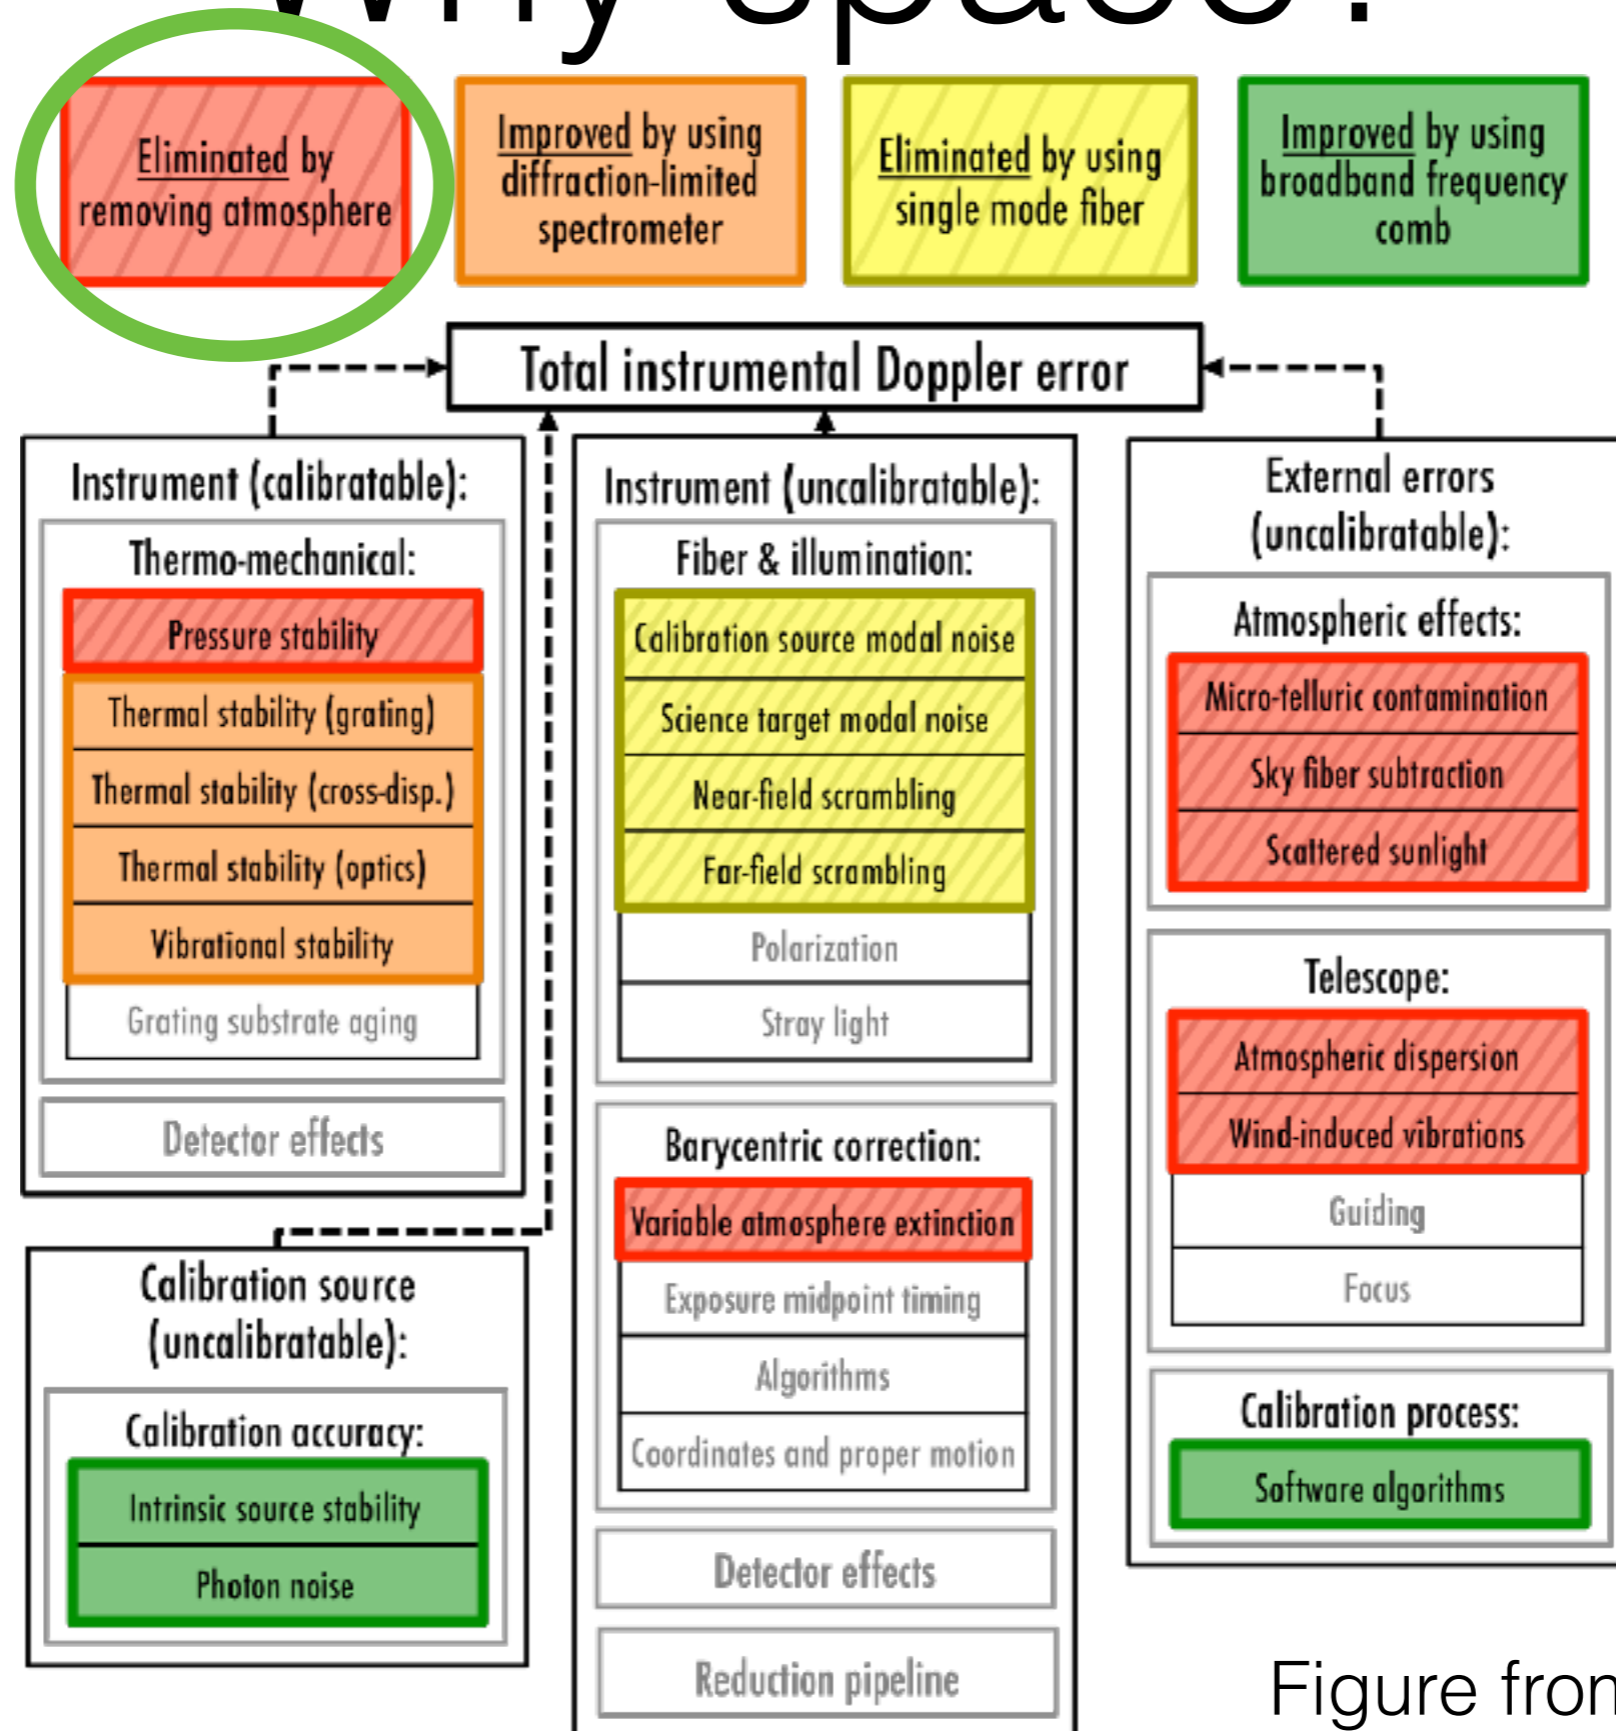 Why space?
Eliminated by
removing atmosphere
Improved by using
diffraction-limited
spectrometer
Eliminated by using
single mode fiber
Improved by using
broadband frequency
comb
Total instrumental Doppler error
Instrument (calibratable):
Thermo-mechanical:
Pressure stability
Thermal stability (grating)
Thermal stability (cross-disp.)
Thermal stability (optics)
Vibrational stability
Grating substrate aging
Detector effects
Calibration source
(uncalibratable):
Calibration accuracy:
Intrinsic source stability
Photon noise
Instrument (uncalibratable):
Fiber & illumination:
Calibration source modal noise
Science target modal noise
Near-field scrambling
Far-field scrambling
Polarization
Stray light
Barycentric correction:
Variable atmosphere extinction
Exposure midpoint timing
Algorithms
Coordinates and proper motion
Detector effects
Reduction pipeline
External errors
(uncalibratable):
Atmospheric effects:
Micro-telluric contamination
Sky fiber subtraction
Scattered sunlight
Telescope:
Atmospheric dispersion
Wind-induced vibrations
Guiding
Focus
Calibration process:
Software algorithms
Figure from